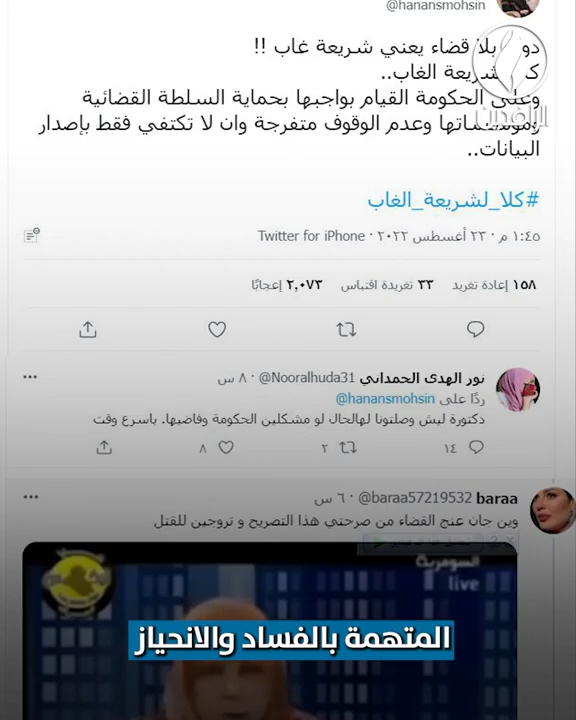 @hanansmohsin
بلا قضاء يعني شريعة غاب !!
شريعة الغاب..
وعلى الحكومة القيام بواجبها بحماية السلطة القضائية
ومؤسساتها وعدم الوقوف متفرجة وان لا تكتفي فقط بإصدار
البيانات..
#كلا_لشريعة_الغاب
١:٤٥ م · ٢٣ أغسطس ٢٠٢٢ · Twitter for iPhone
١٥٨ إعادة تغريد ٣٣ تغريدة اقتباس ٢,٠٧٣ إعجابًا
نور الهدى الحمداني @Nooralhuda31 · ٨ س
ردًا على @hanansmohsin
دكتورة ليش وصلتونا لهالحال لو مشكلين الحكومة وفاضيها. باسرع وقت
١٤ ٢ ٨
baraa @baraa57219532 · ٦ س
وين جان عنج القضاء من صرحتي هذا التصريح و تروجين للقتل
السومرية
live
الرافدين
المتهمة بالفساد والانحياز